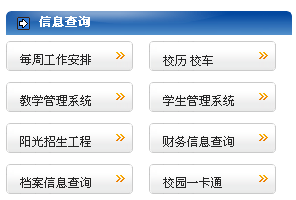 信息查询
每周工作安排
校历 校车
教学管理系统
学生管理系统
阳光招生工程
财务信息查询
档案信息查询
校园一卡通